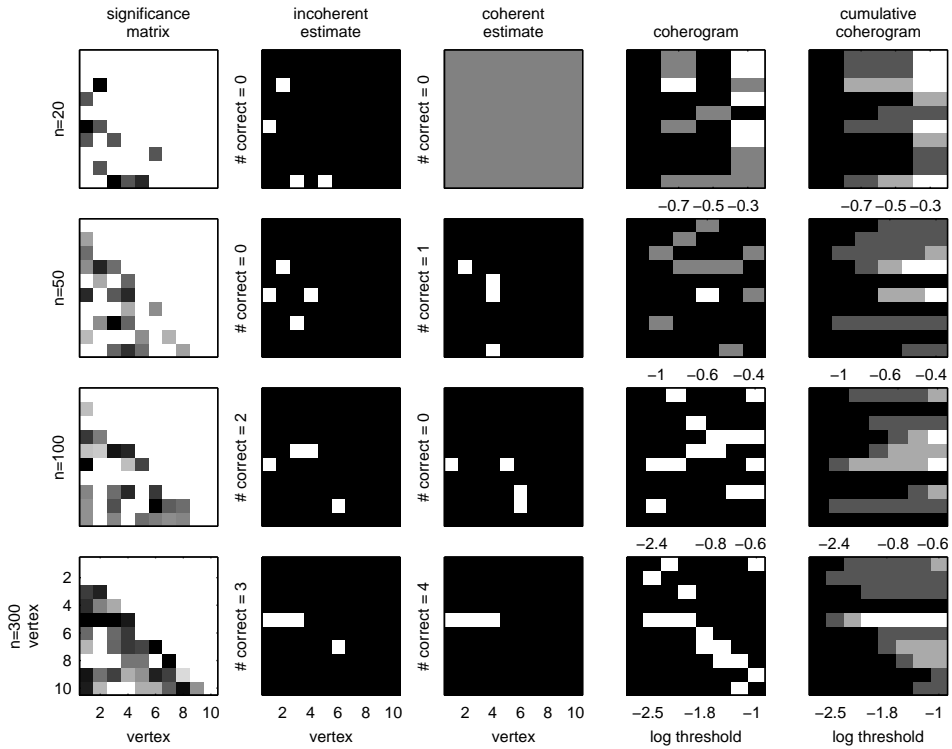 significance
matrix
incoherent
estimate
coherent
estimate
coherogram
cumulative
coherogram
n=20
# correct = 0
# correct = 0
−0.7 −0.5 −0.3
−0.7 −0.5 −0.3
n=50
# correct = 0
# correct = 1
−1 −0.6 −0.4
−1 −0.6 −0.4
n=100
# correct = 2
# correct = 0
−2.4 −0.8 −0.6
−2.4 −0.8 −0.6
n=300
vertex
2
4
6
8
10
# correct = 3
# correct = 4
2 4 6 8 10
2 4 6 8 10
2 4 6 8 10
−2.5 −1.8 −1
−2.5 −1.8 −1
vertex
vertex
vertex
log threshold
log threshold